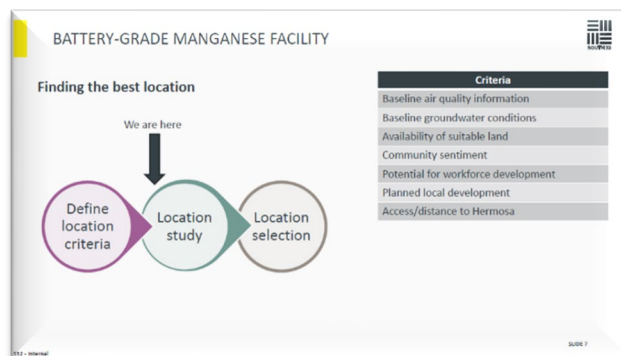 BATTERY-GRADE MANGANESE FACILITY
SOUTH32
Finding the best location
We are here
Define
location
criteria
Location
study
Location
selection
Criteria
Baseline air quality information
Baseline groundwater conditions
Availability of suitable land
Community sentiment
Potential for workforce development
Planned local development
Access/distance to Hermosa
SLIDE 7
S32 - Internal